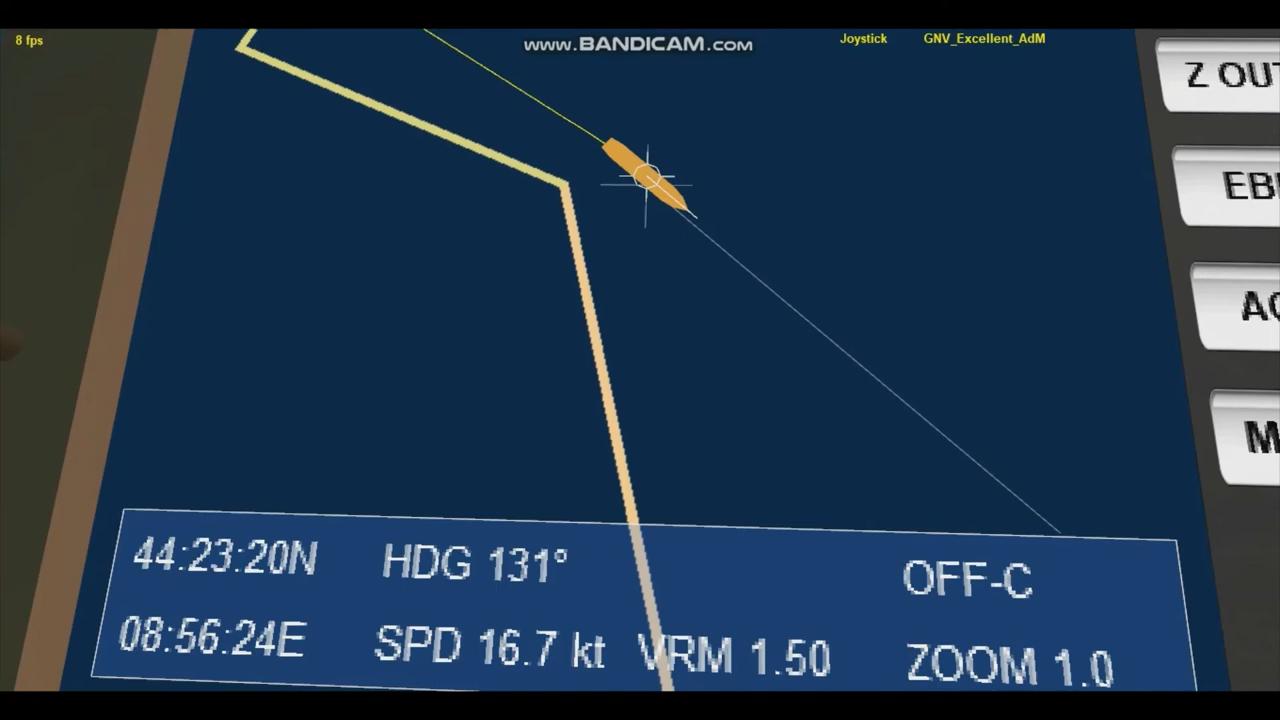 8 fps
www.BANDICAM.com
Joystick GNV_Excellent_AdM
Z OUT
44:23:20N HDG 131° OFF-C
08:56:24E SPD 16.7 kt VRM 1.50 ZOOM 1.0